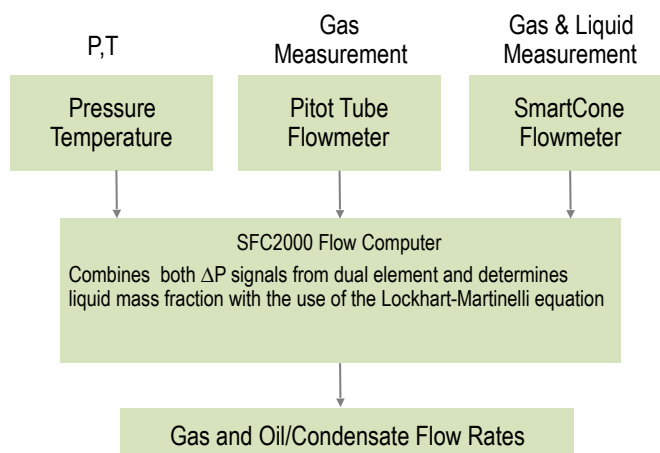 P,T
Gas
Measurement
Gas & Liquid
Measurement
Pressure
Temperature
Pitot Tube
Flowmeter
SmartCone
Flowmeter
SFC2000 Flow Computer
Combines both ΔP signals from dual element and determines
liquid mass fraction with the use of the Lockhart-Martinelli equation
Gas and Oil/Condensate Flow Rates